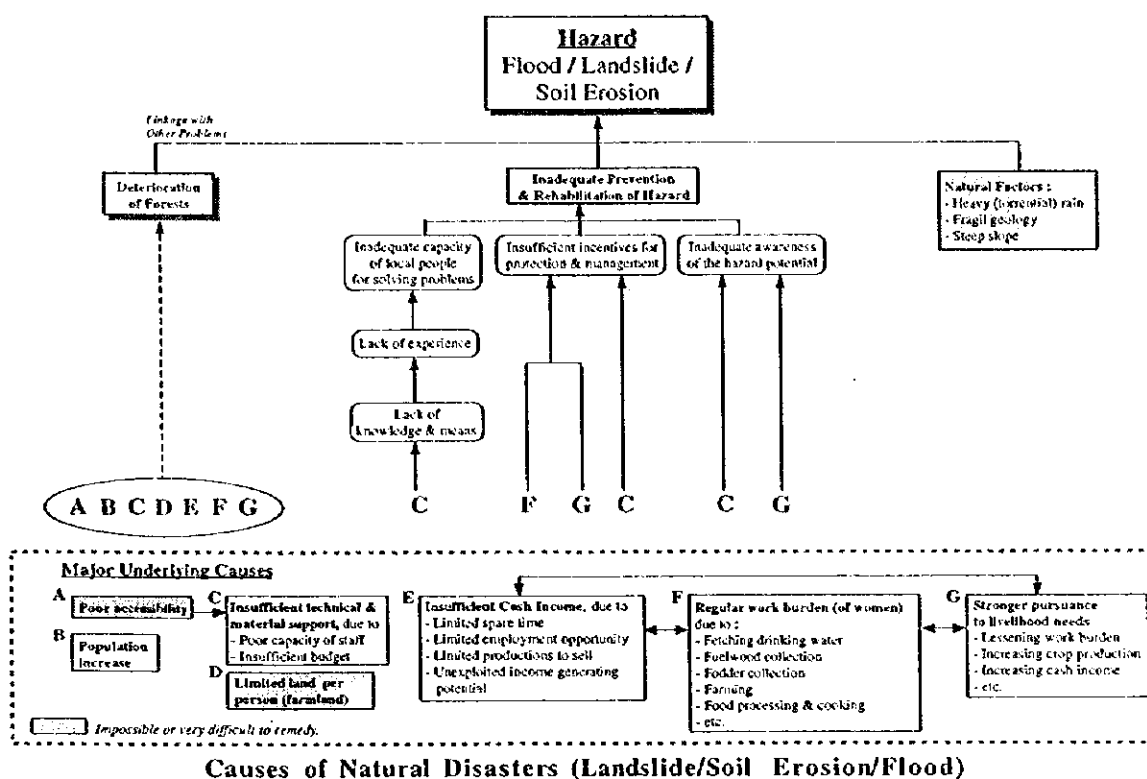 Hazard
Flood / Landslide /
Soil Erosion
Linkage with
Other Problems
Deteriocation
of Forests
Inadequate Prevention
& Rehabilitation of Hazard
Natural Factors :
- Heavy (torrential) rain
- Fragil geology
- Steep slope
Inadequate capacity
of local people
for solving problems
Insufficient incentives for
protection & management
Inadequate awareness
of the hazard potential
Lack of experience
Lack of
knowledge & means
A B C D E F G
C
F
G
C
C
G
Major Underlying Causes
A
Poor accessibility
B
Population
Increase
C
Insufficient technical &
material support, due to
- Poor capacity of staff
- Insufficient budget
D
Limited land per
person (farmland)
E
Insufficient Cash Income, due to
- Limited spare time
- Limited employment opportunity
- Limited productions to sell
- Unexploited income generating
potential
F
Regular work burden (of women)
due to :
- Fetching drinking water
- Fuelwood collection
- Fodder collection
- Farming
- Food processing & cooking
- etc.
G
Stronger pursuance
to livelihood needs
- Lessening work burden
- Increasing crop production
- Increasing cash income
- etc.
Impossible or very difficult to remedy.
Causes of Natural Disasters (Landslide/Soil Erosion/Flood)